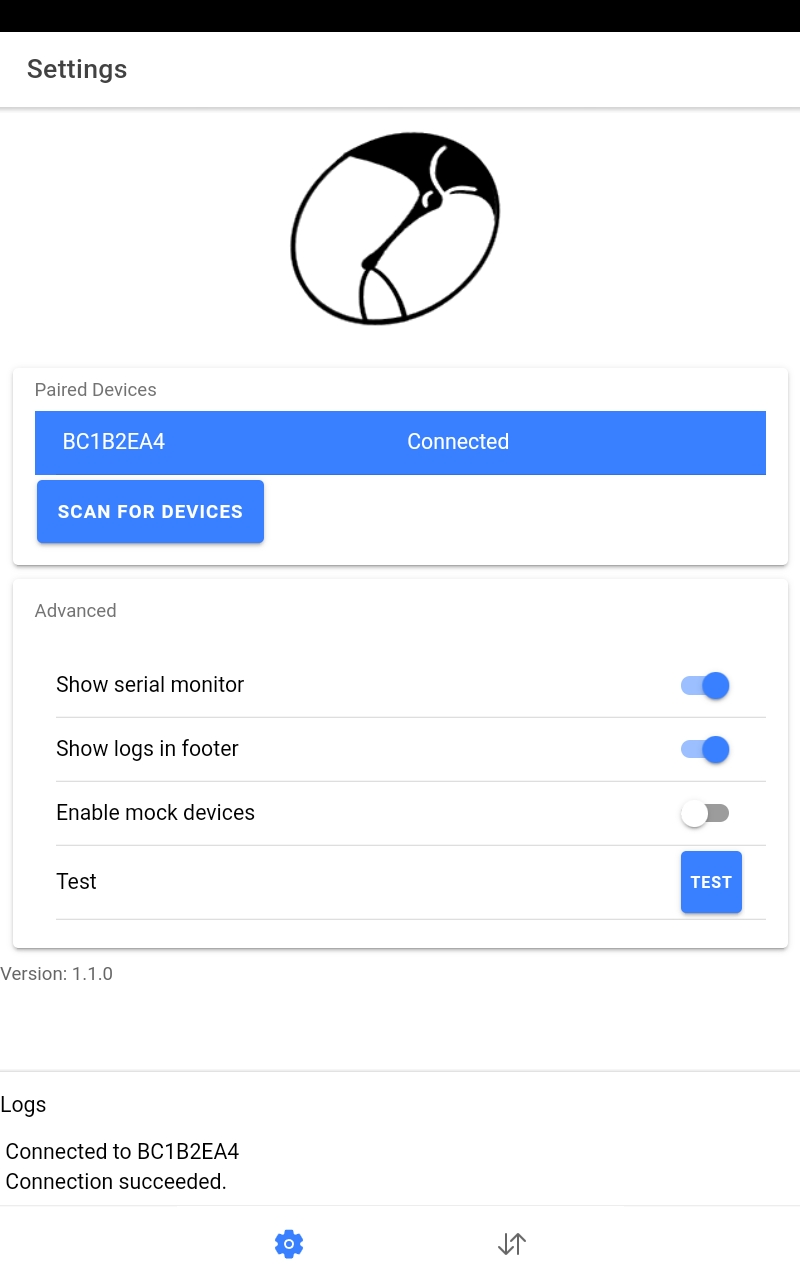 Settings
Paired Devices
BC1B2EA4 Connected
SCAN FOR DEVICES
Advanced
Show serial monitor
Show logs in footer
Enable mock devices
Test TEST
Version: 1.1.0
Logs
Connected to BC1B2EA4
Connection succeeded.